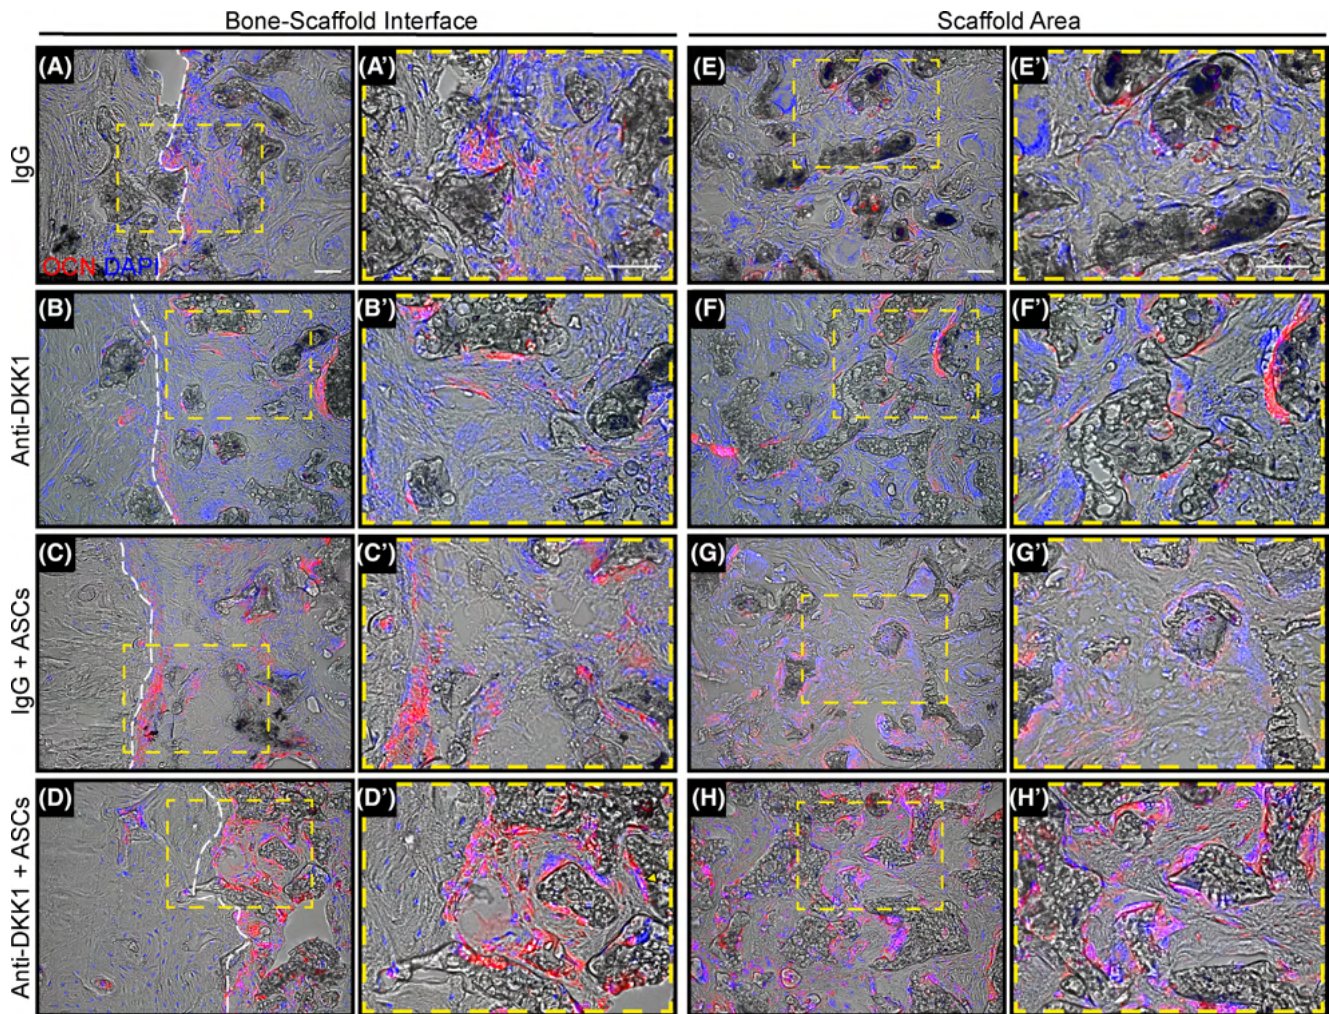 Bone-Scaffold Interface
Scaffold Area
IgG
(A)
(A')
(E)
(E')
OCN DAPI
Anti-DKK1
(B)
(B')
(F)
(F')
IgG + ASCs
(C)
(C')
(G)
(G')
Anti-DKK1 + ASCs
(D)
(D')
(H)
(H')